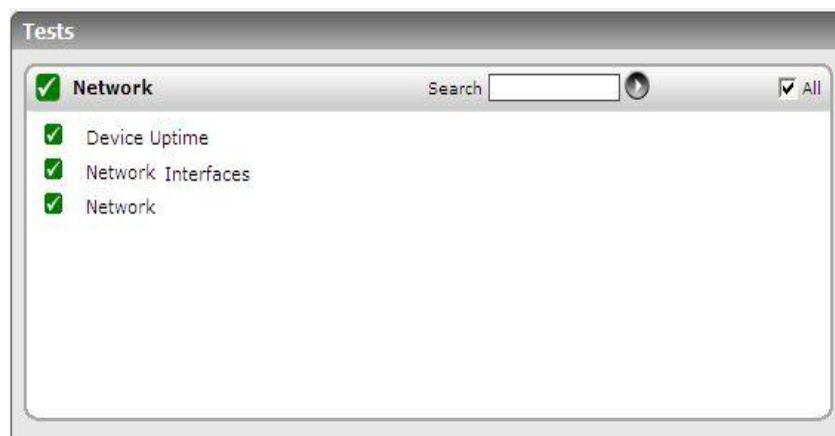 Tests
Network Search All
Device Uptime
Network Interfaces
Network